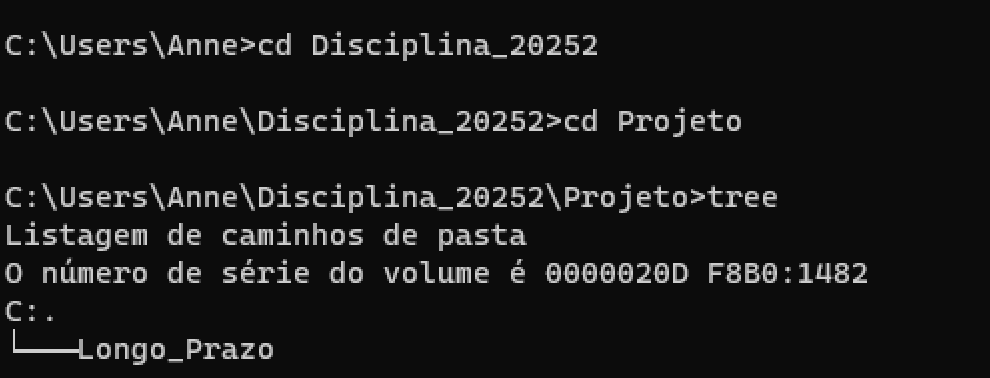 C:\Users\Anne>cd Disciplina_20252
C:\Users\Anne\Disciplina_20252>cd Projeto
C:\Users\Anne\Disciplina_20252\Projeto>tree
Listagem de caminhos de pasta
O número de série do volume é 0000020D F8B0:1482
C:.
└───Longo_Prazo